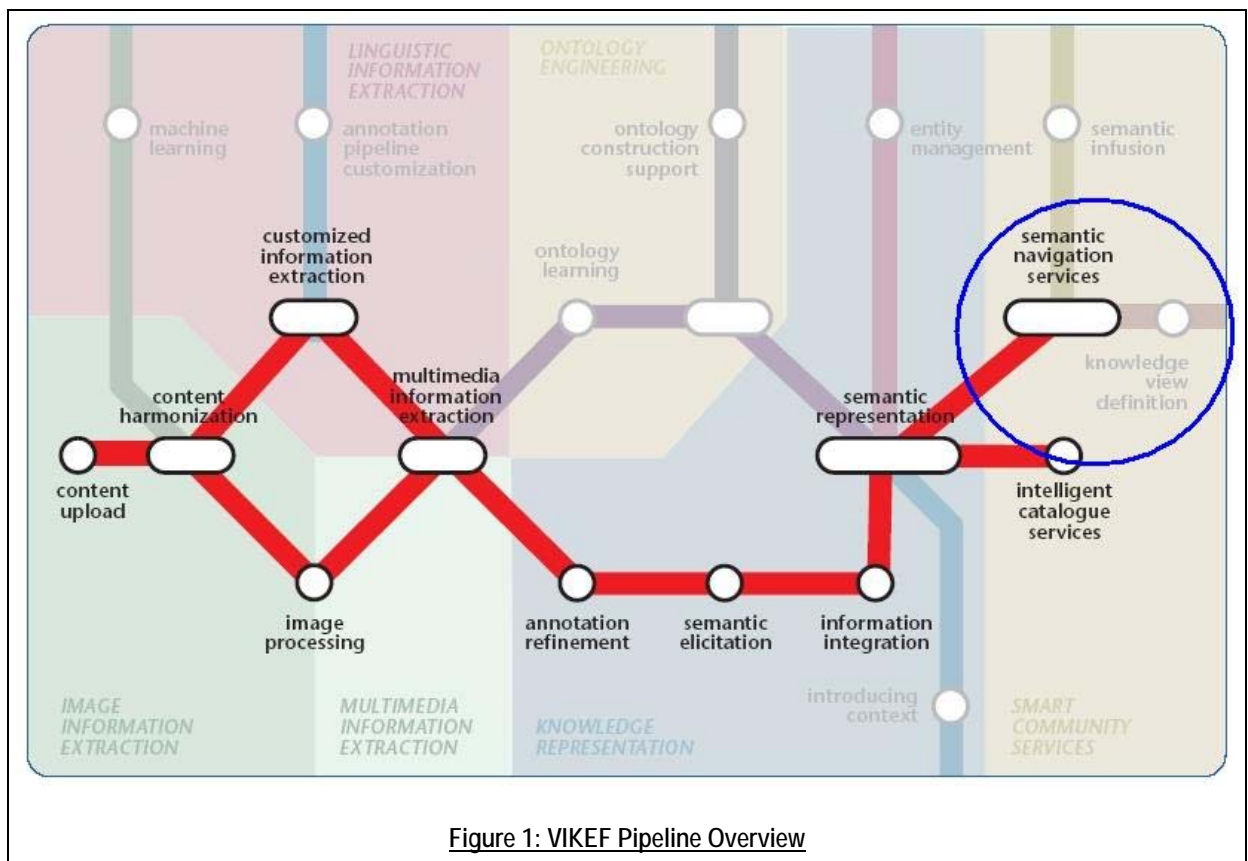 LINGUISTIC
INFORMATION
EXTRACTION
ONTOLOGY
ENGINEERING
machine
learning
annotation
pipeline
customization
ontology
construction
support
entity
management
semantic
infusion
customized
information
extraction
ontology
learning
semantic
navigation
services
content
harmonization
multimedia
information
extraction
semantic
representation
knowledge
view
definition
content
upload
intelligent
catalogue
services
image
processing
annotation
refinement
semantic
elicitation
information
integration
introducing
context
IMAGE
INFORMATION
EXTRACTION
MULTIMEDIA
INFORMATION
EXTRACTION
KNOWLEDGE
REPRESENTATION
SMART
COMMUNITY
SERVICES
Figure 1: VIKEF Pipeline Overview